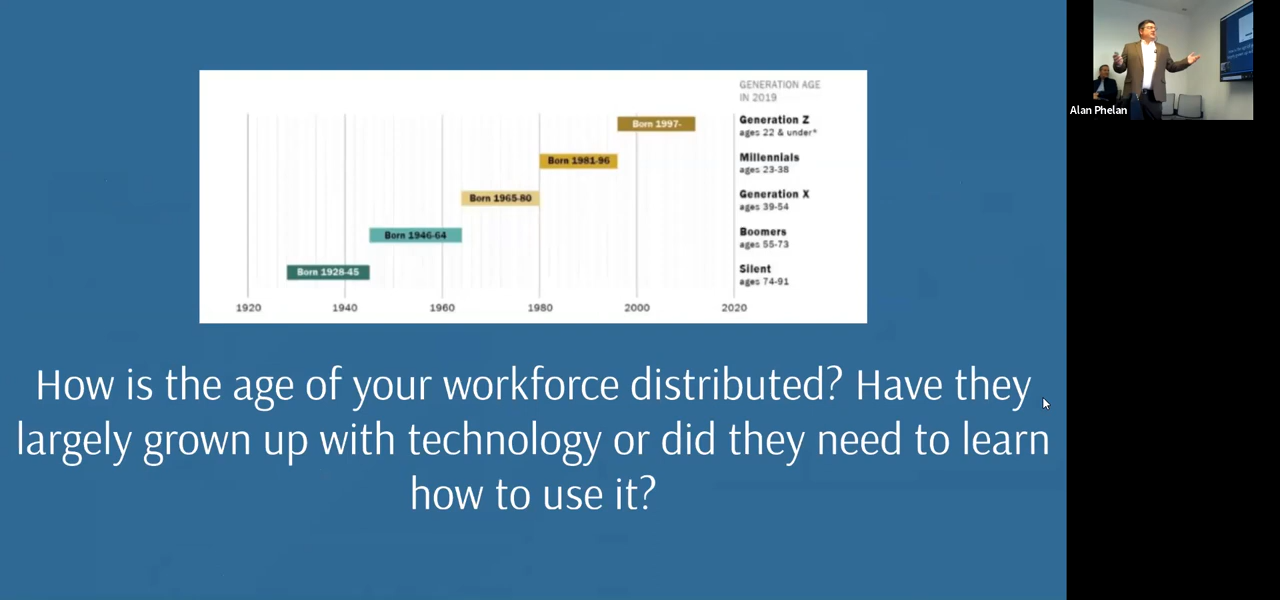 GENERATION AGE
IN 2019
Born 1997-
Generation Z
ages 22 & under*
Born 1981-96
Millennials
ages 23-38
Born 1965-80
Generation X
ages 39-54
Born 1946-64
Boomers
ages 55-73
Born 1928-45
Silent
ages 74-91
1920 1940 1960 1980 2000 2020
How is the age of your workforce distributed? Have they
largely grown up with technology or did they need to learn
how to use it?
Alan Phelan